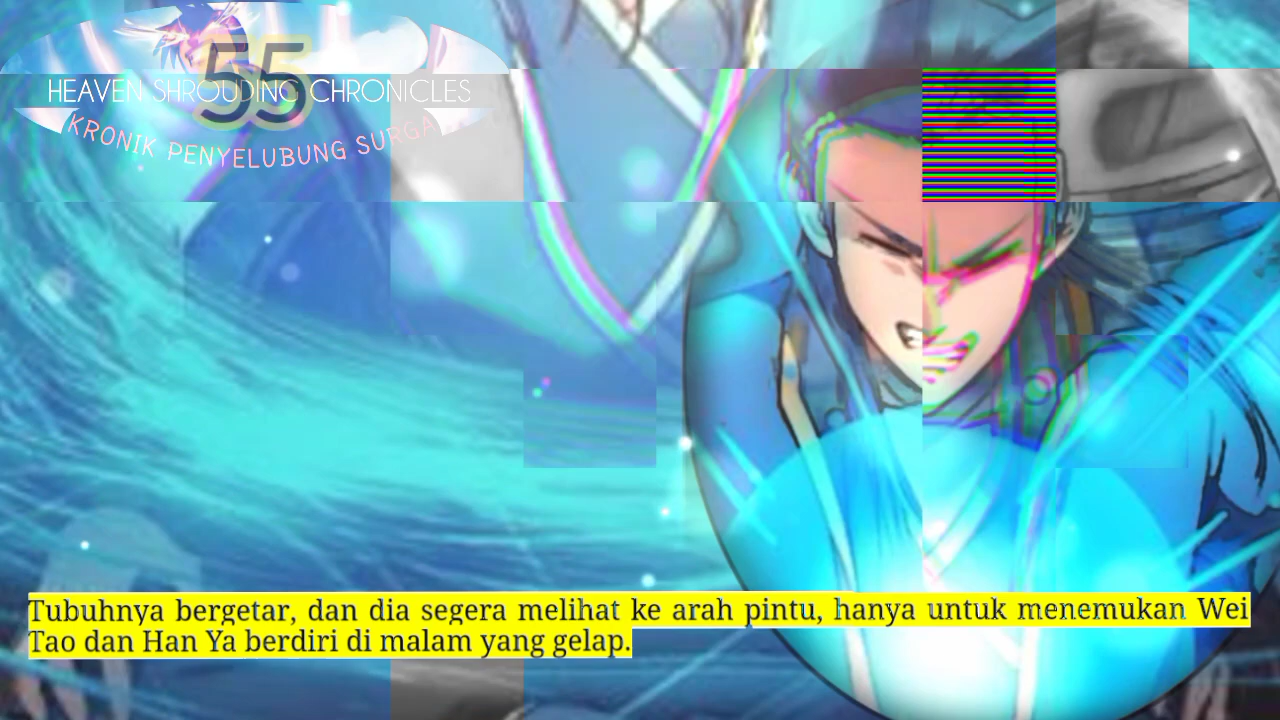 55
HEAVEN SHROUDING CHRONICLES
KRONIK PENYELUBUNG SURGA
Tubuhnya bergetar, dan dia segera melihat ke arah pintu, hanya untuk menemukan Wei
Tao dan Han Ya berdiri di malam yang gelap.